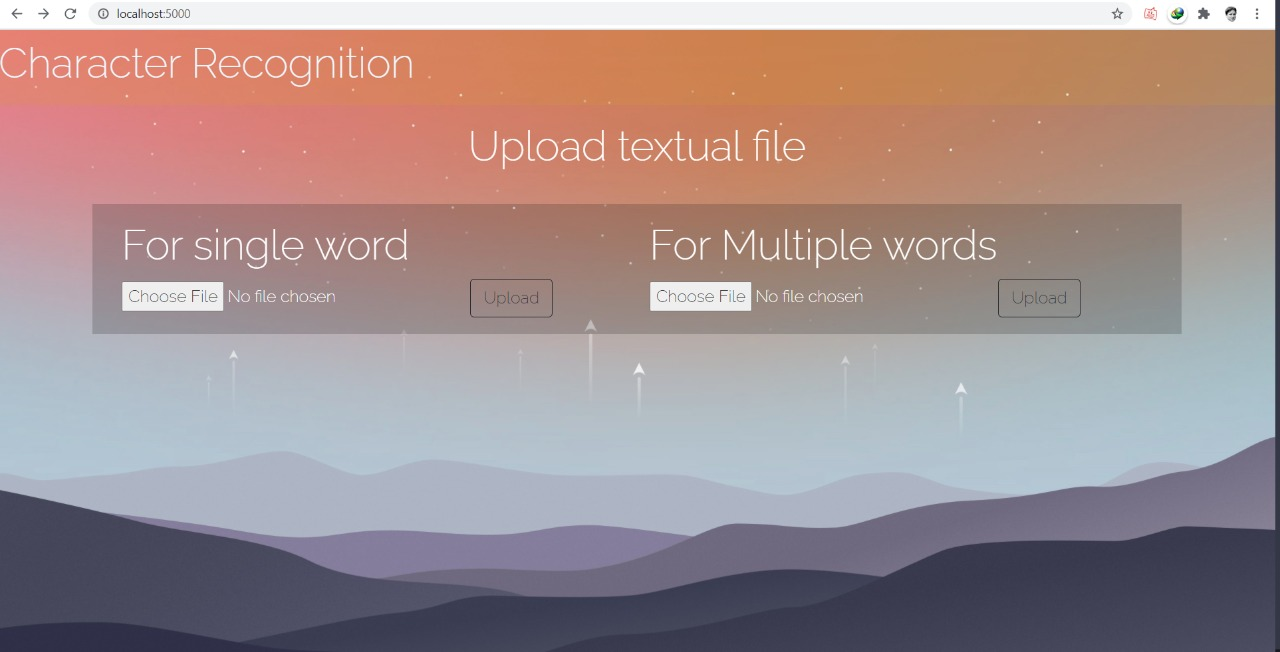 localhost:5000
Character Recognition
Upload textual file
For single word
Choose File No file chosen
Upload
For Multiple words
Choose File No file chosen
Upload